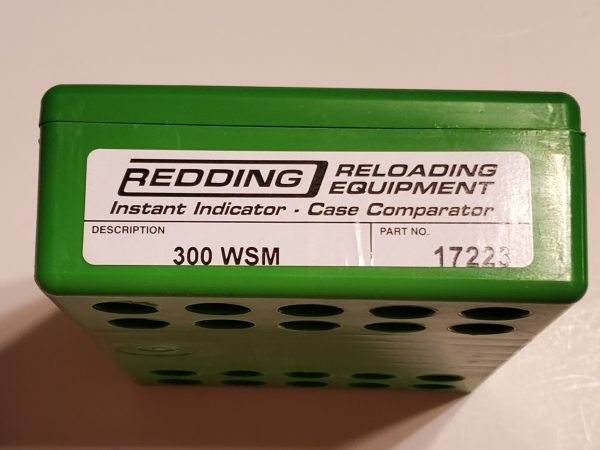 REDDING RELOADING
EQUIPMENT
Instant Indicator - Case Comparator
DESCRIPTION PART NO.
300 WSM 17223